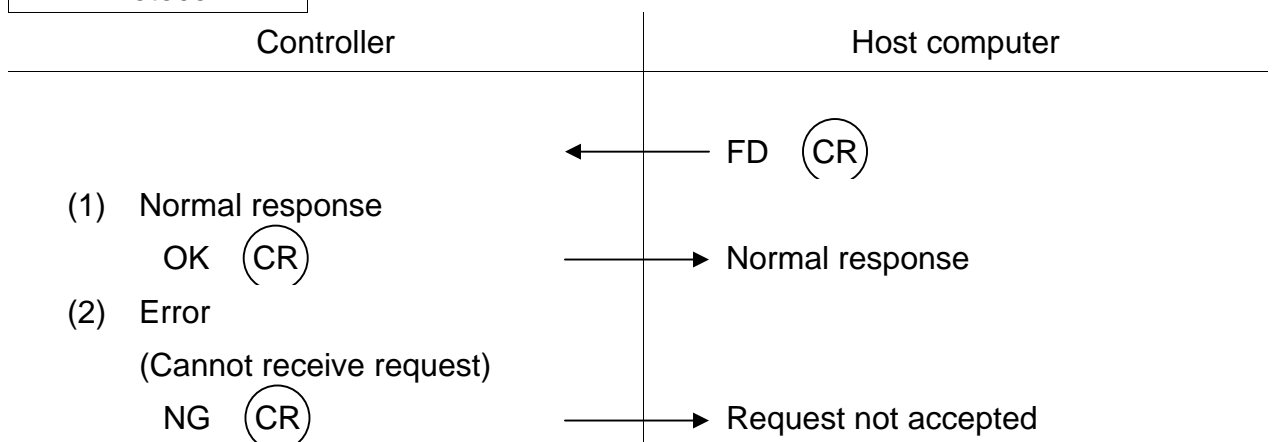 Controller Host computer
FD CR
(1) Normal response
OK CR Normal response
(2) Error
(Cannot receive request)
NG CR Request not accepted